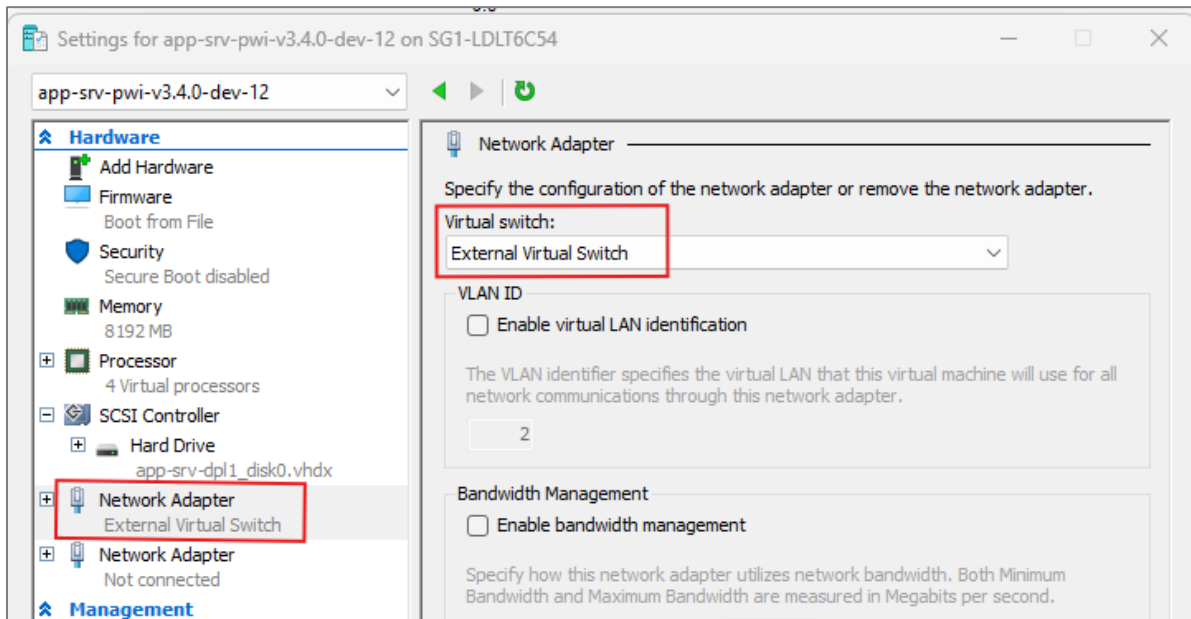 Settings for app-srv-pwi-v3.4.0-dev-12 on SG1-LDLT6C54
app-srv-pwi-v3.4.0-dev-12
Hardware
Add Hardware
Firmware
Boot from File
Security
Secure Boot disabled
Memory
8192 MB
Processor
4 Virtual processors
SCSI Controller
Hard Drive
app-srv-dpl1_disk0.vhdx
Network Adapter
External Virtual Switch
Network Adapter
Not connected
Management
Network Adapter
Specify the configuration of the network adapter or remove the network adapter.
Virtual switch:
External Virtual Switch
VLAN ID
Enable virtual LAN identification
The VLAN identifier specifies the virtual LAN that this virtual machine will use for all
network communications through this network adapter.
2
Bandwidth Management
Enable bandwidth management
Specify how this network adapter utilizes network bandwidth. Both Minimum
Bandwidth and Maximum Bandwidth are measured in Megabits per second.